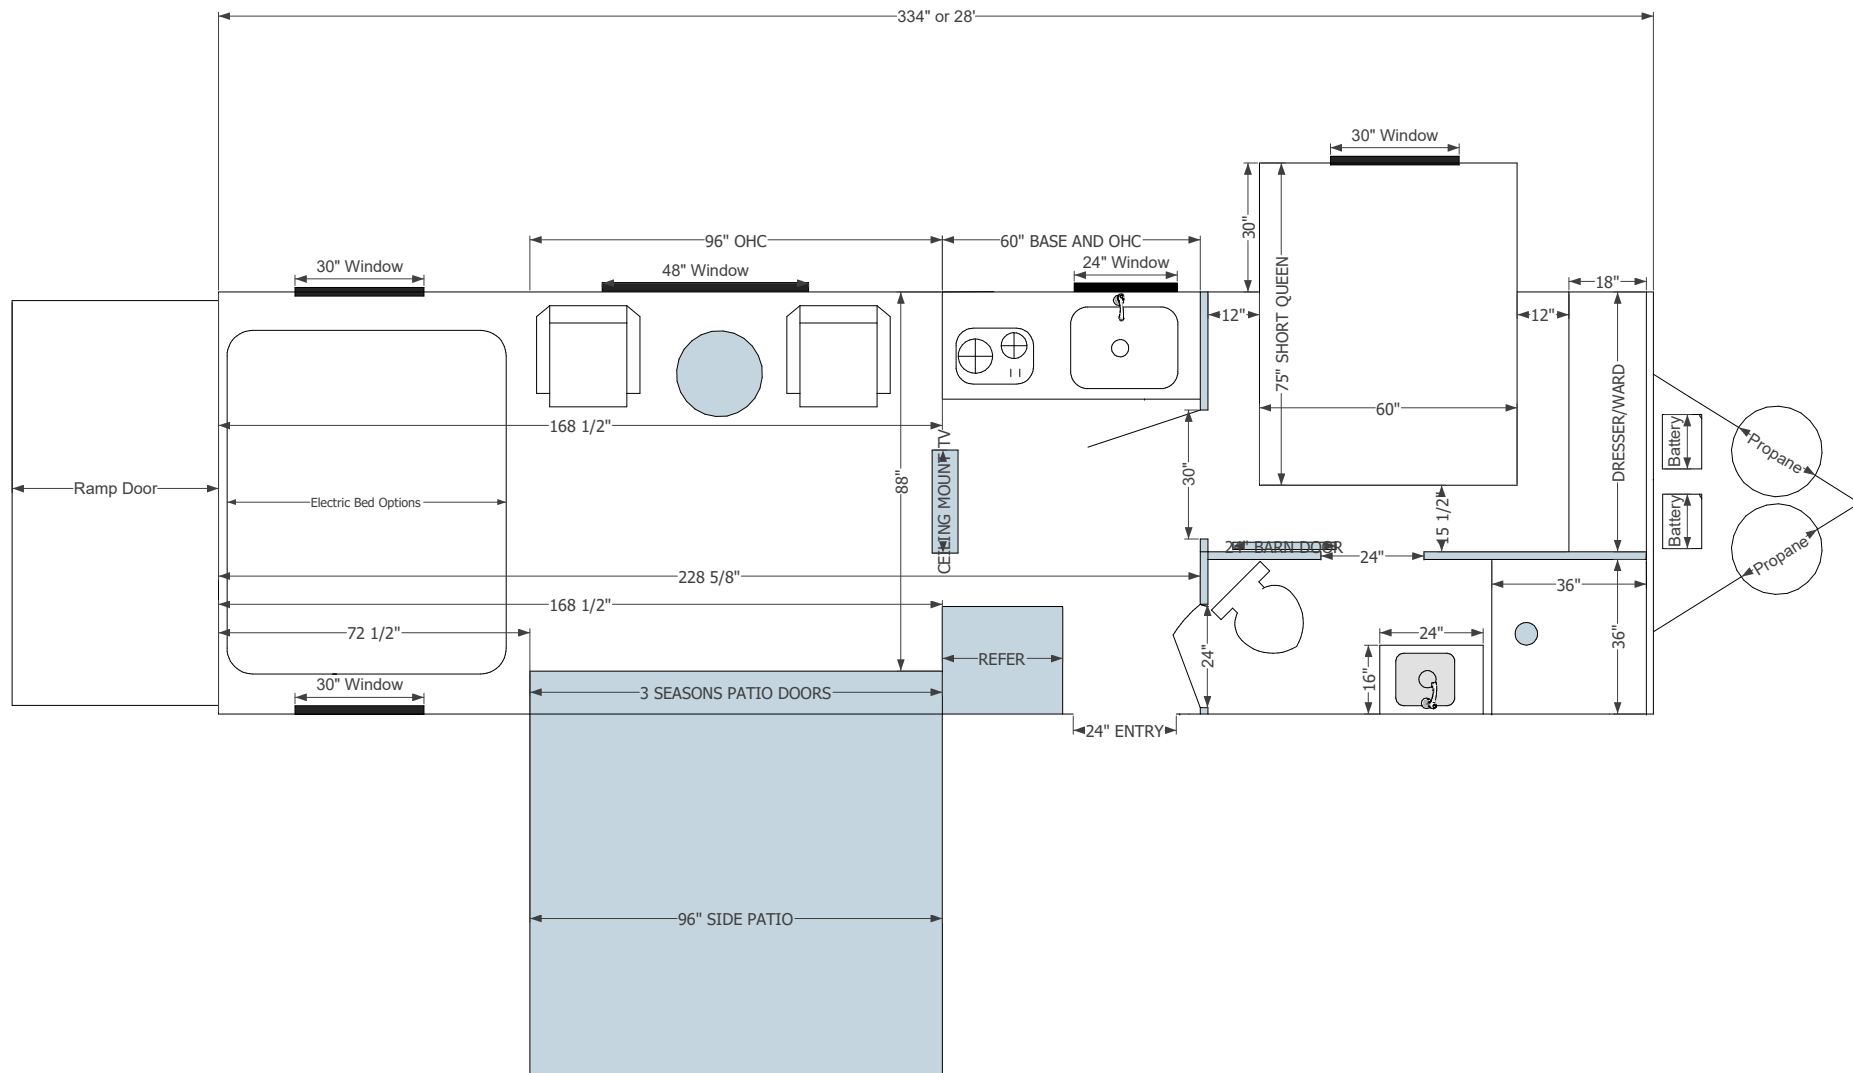 334" or 28'
30" Window
30"
96" OHC
60" BASE AND OHC
30" Window
48" Window
24" Window
18"
12"
12"
75" SHORT QUEEN
60"
DRESSER/WARD
168 1/2"
CEILING MOUNT TV
88"
30"
Battery
Propane
Ramp Door
Electric Bed Options
15 1/2"
Battery
Propane
24" BARN DOOR
24"
228 5/8"
36"
168 1/2"
72 1/2"
24"
36"
REFER
24"
16"
30" Window
3 SEASONS PATIO DOORS
24" ENTRY
96" SIDE PATIO